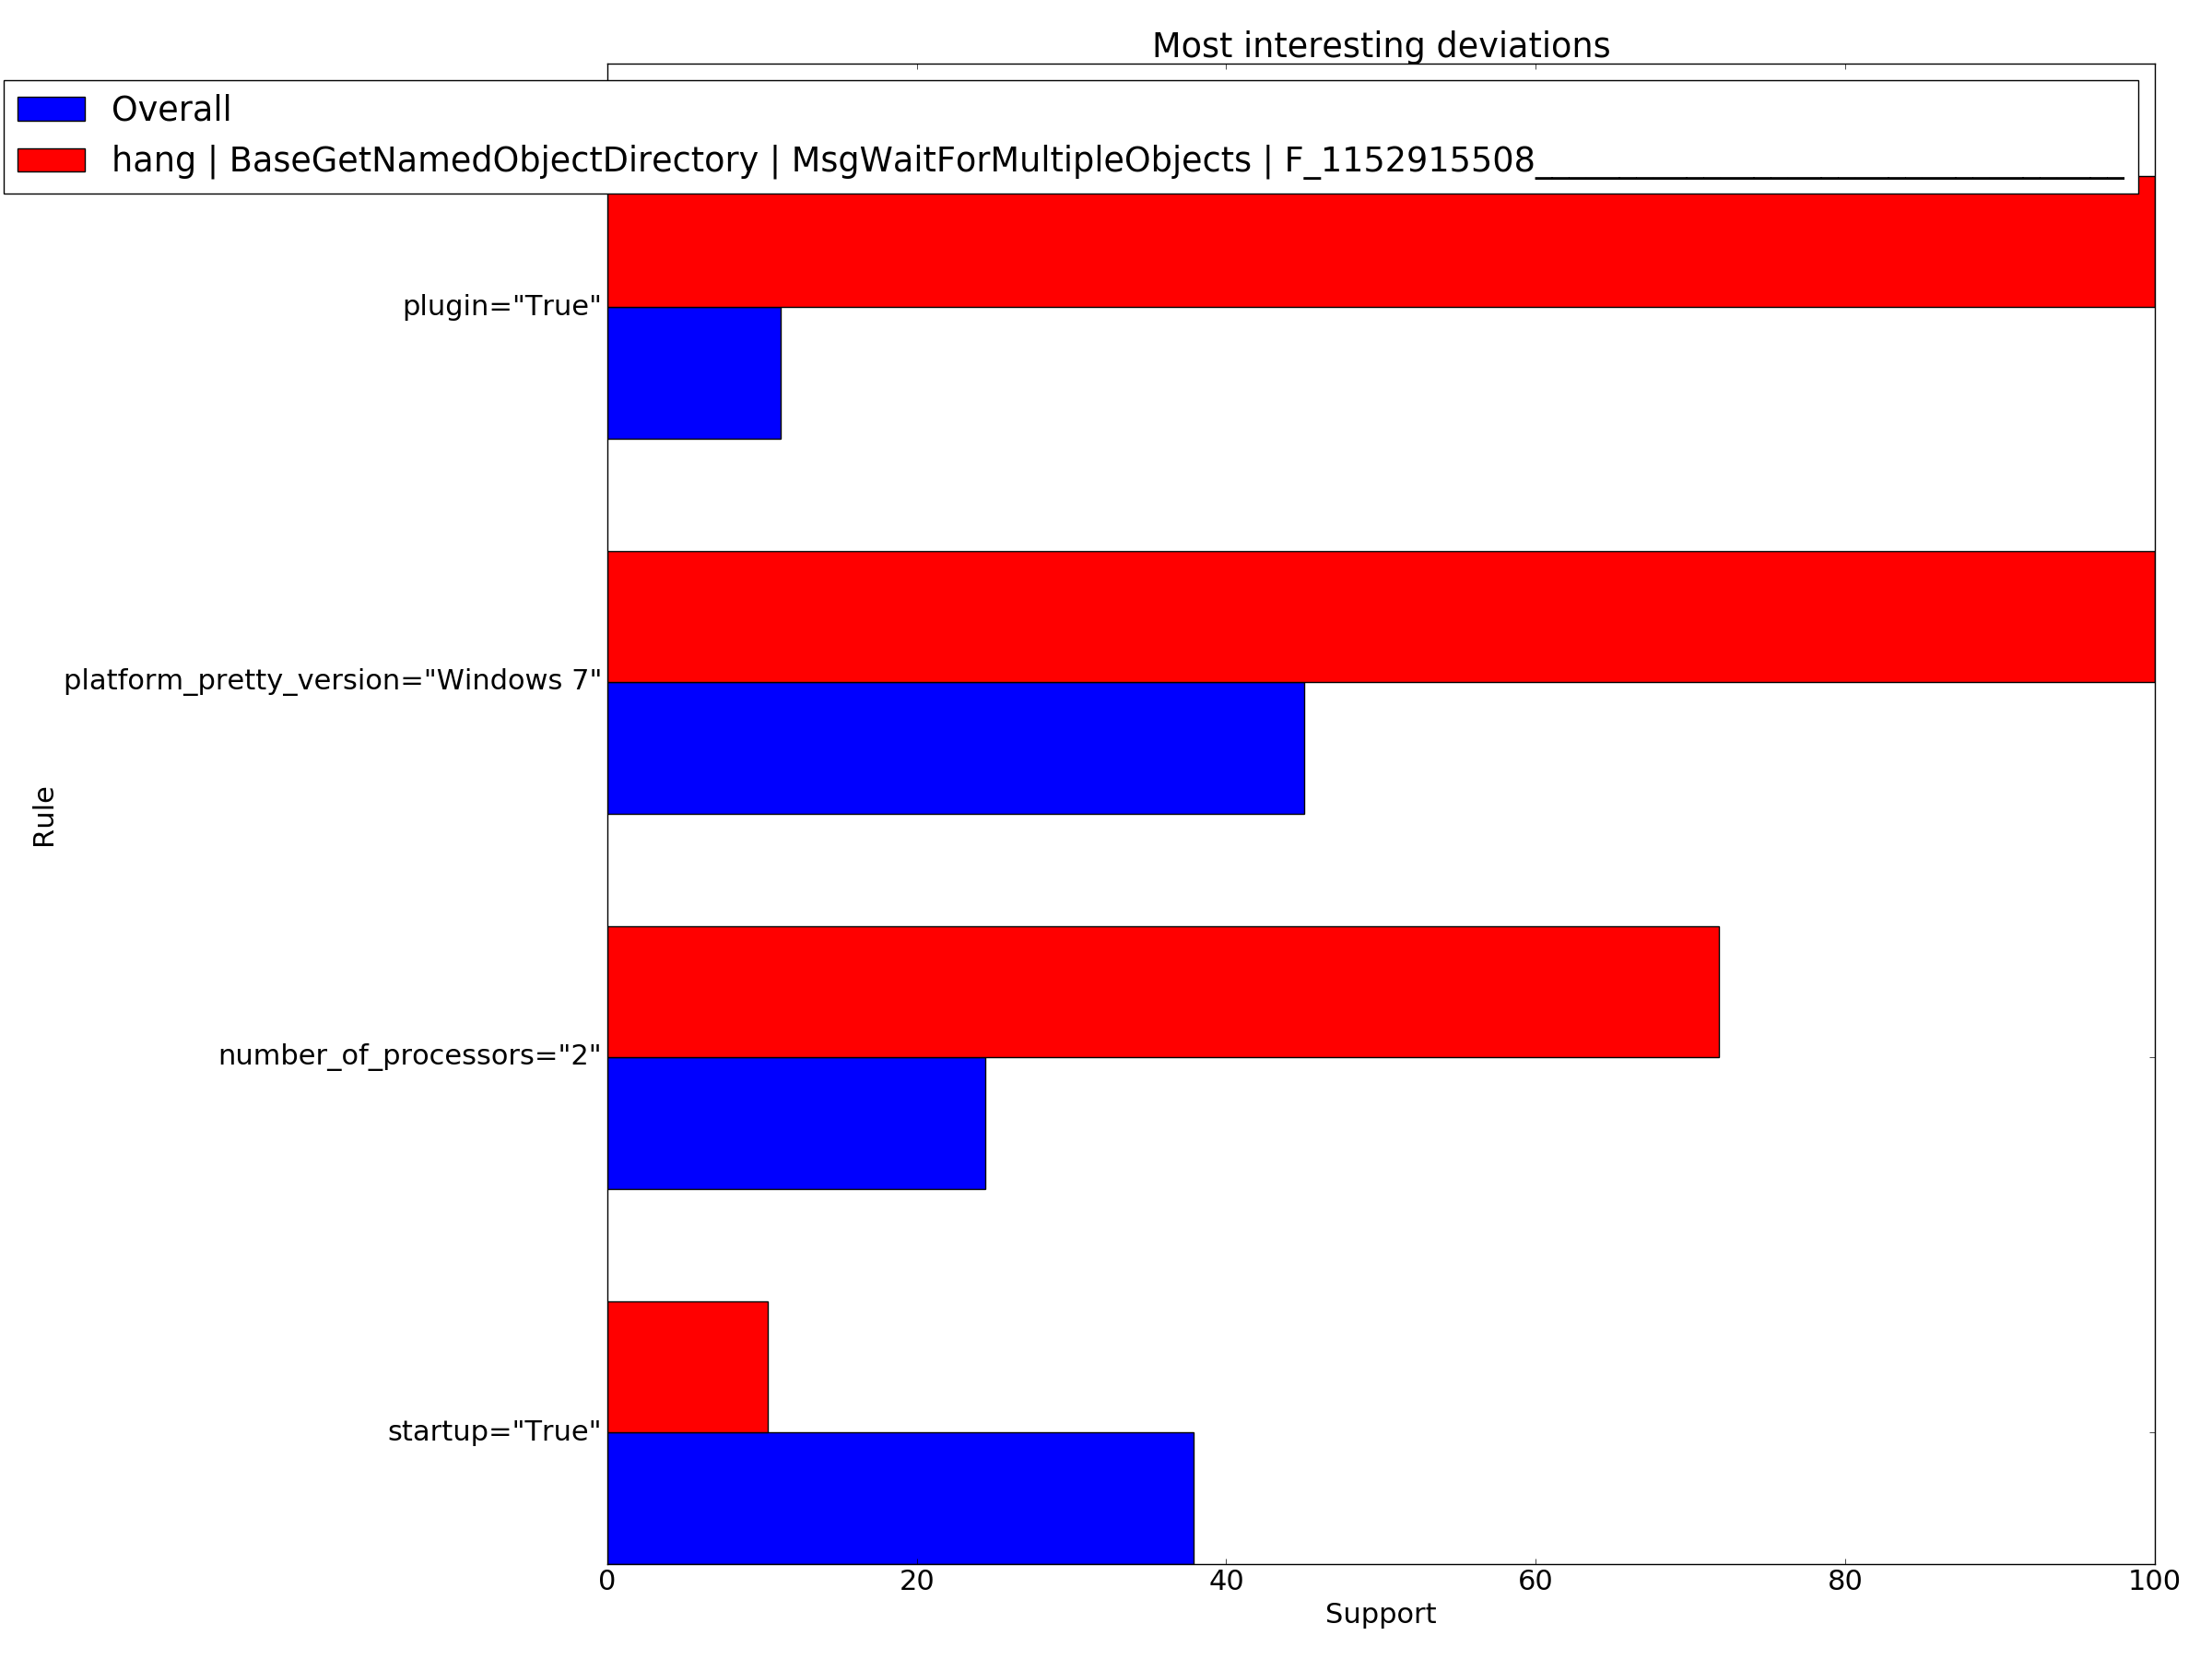 Most interesting deviations
Overall
hang | BaseGetNamedObjectDirectory | MsgWaitForMultipleObjects | F_1152915508___________________________________
plugin="True"
platform_pretty_version="Windows 7"
Rule
number_of_processors="2"
startup="True"
0 20 40 60 80 100
Support